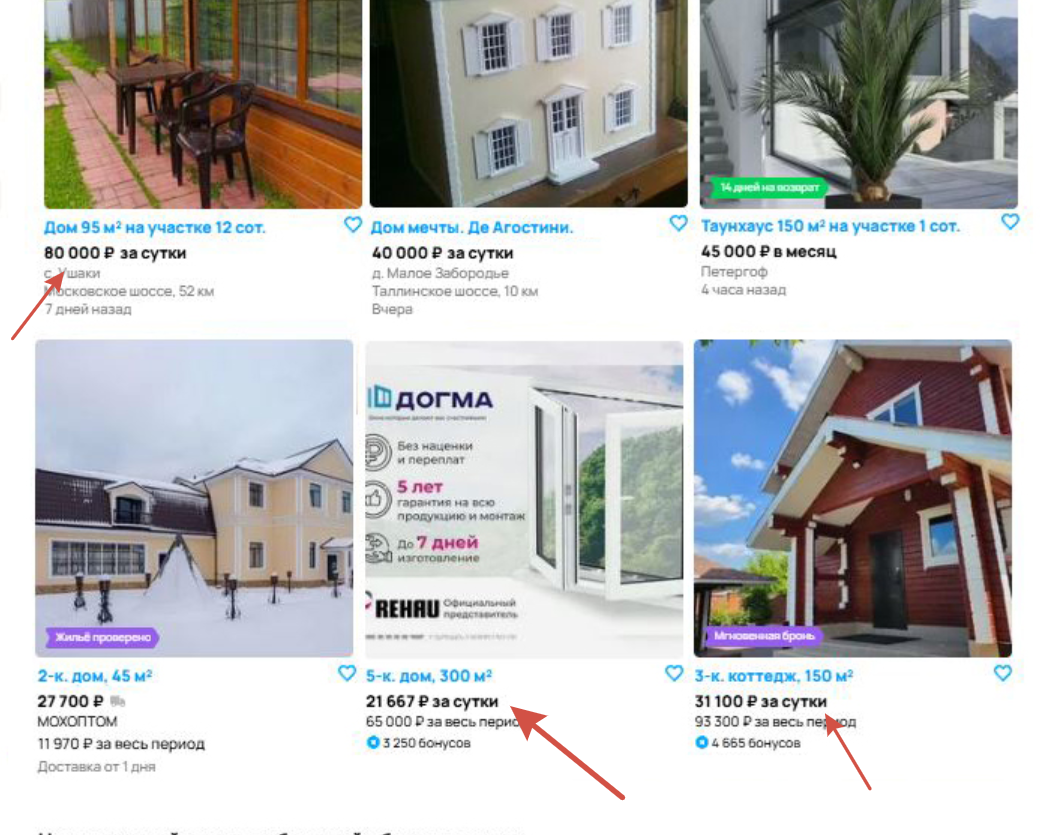 14 дней на возврат
Дом 95 м² на участке 12 сот.
80 000 ₽ за сутки
с. Ушаки
Московское шоссе, 52 км
7 дней назад
Дом мечты. Де Агостини.
40 000 ₽ за сутки
д. Малое Забородье
Таллинское шоссе, 10 км
Вчера
Таунхаус 150 м² на участке 1 сот.
45 000 ₽ в месяц
Петергоф
4 часа назад
Жильё проверено
ДОГМА
Без наценки
и переплат
5 лет
гарантия на всю
продукцию и монтаж
До 7 дней
изготовление
REHAU Официальный
представитель
Мгновенная бронь
2-к. дом, 45 м²
27 700 ₽
МОХОПТОМ
11 970 ₽ за весь период
Доставка от 1 дня
5-к. дом, 300 м²
21 667 ₽ за сутки
65 000 ₽ за весь период
3 250 бонусов
3-к. коттедж, 150 м²
31 100 ₽ за сутки
93 300 ₽ за весь период
4 665 бонусов